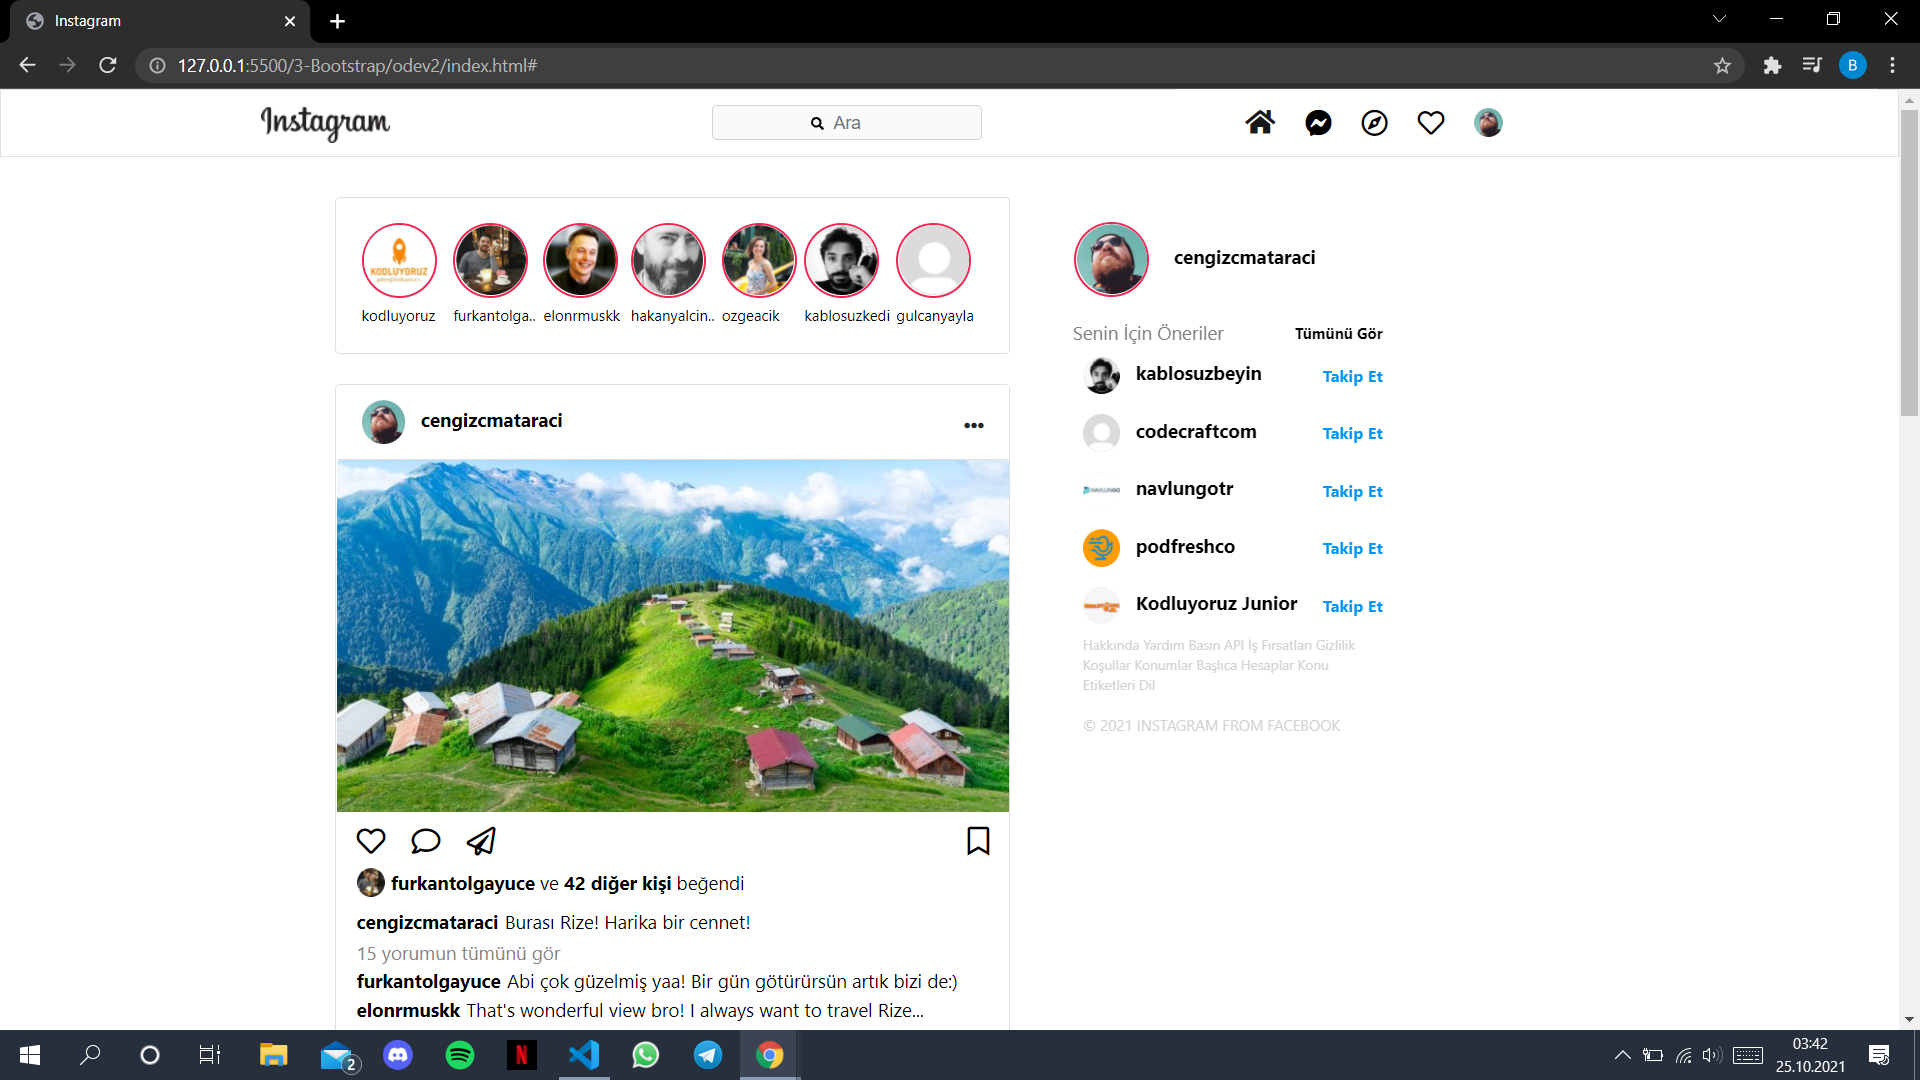 Instagram
127.0.0.1:5500/3-Bootstrap/odev2/index.html#
B
Instagram
Ara
KODLUYORUZ
kodluyoruz
furkantolga..
elonrmuskk
hakanyalcin..
ozgeacik
kablosuzkedi
gulcanyayla
cengizcmataraci
Senin İçin Öneriler
Tümünü Gör
kablosuzbeyin
Takip Et
codecraftcom
Takip Et
navlungotr
Takip Et
podfreshco
Takip Et
Kodluyoruz Junior
Takip Et
Hakkında Yardım Basın API İş Fırsatları Gizlilik
Koşullar Konumlar Başlıca Hesaplar Konu
Etiketleri Dil
© 2021 INSTAGRAM FROM FACEBOOK
cengizcmataraci
furkantolgayuce ve 42 diğer kişi beğendi
cengizcmataraci Burası Rize! Harika bir cennet!
15 yorumun tümünü gör
furkantolgayuce Abi çok güzelmiş yaa! Bir gün götürürsün artık bizi de:)
elonrmuskk That's wonderful view bro! I always want to travel Rize...
2
N
03:42
25.10.2021